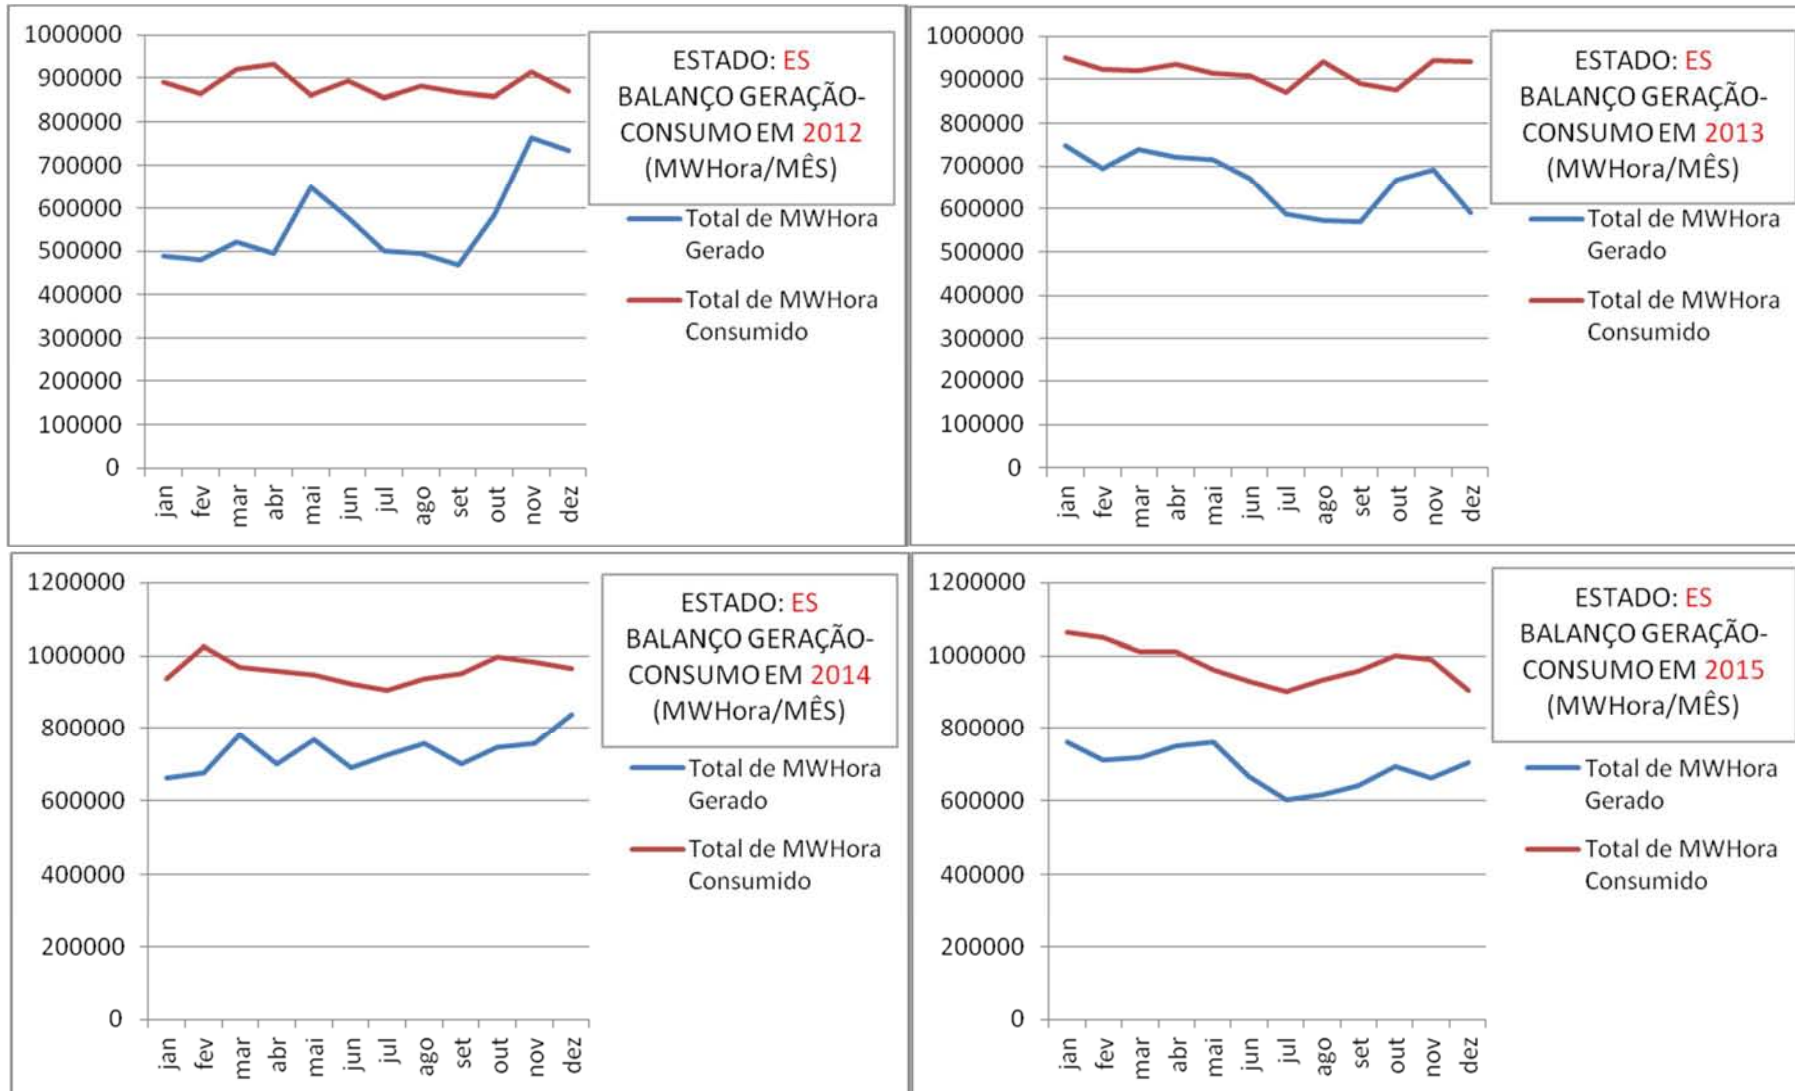 1000000
900000
800000
700000
600000
500000
400000
300000
200000
100000
0
jan
fev
mar
abr
mai
jun
jul
ago
set
out
nov
dez
ESTADO: ES
BALANÇO GERAÇÃO-
CONSUMO EM 2012
(MWHora/MÊS)
Total de MWHora
Gerado
Total de MWHora
Consumido
1000000
900000
800000
700000
600000
500000
400000
300000
200000
100000
0
jan
fev
mar
abr
mai
jun
jul
ago
set
out
nov
dez
ESTADO: ES
BALANÇO GERAÇÃO-
CONSUMO EM 2013
(MWHora/MÊS)
Total de MWHora
Gerado
Total de MWHora
Consumido
1200000
1000000
800000
600000
400000
200000
0
jan
fev
mar
abr
mai
jun
jul
ago
set
out
nov
dez
ESTADO: ES
BALANÇO GERAÇÃO-
CONSUMO EM 2014
(MWHora/MÊS)
Total de MWHora
Gerado
Total de MWHora
Consumido
1200000
1000000
800000
600000
400000
200000
0
jan
fev
mar
abr
mai
jun
jul
ago
set
out
nov
dez
ESTADO: ES
BALANÇO GERAÇÃO-
CONSUMO EM 2015
(MWHora/MÊS)
Total de MWHora
Gerado
Total de MWHora
Consumido